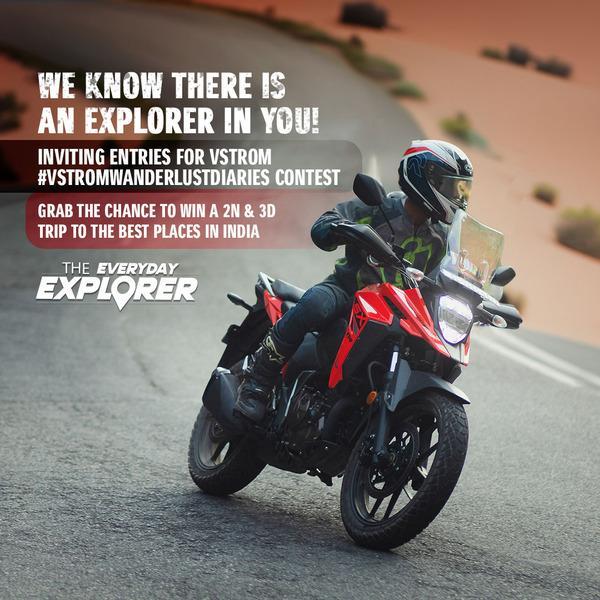 WE KNOW THERE IS
AN EXPLORER IN YOU!
INVITING ENTRIES FOR VSTROM
#VSTROMWANDERLUSTDIARIES CONTEST
GRAB THE CHANCE TO WIN A 2N & 3D
TRIP TO THE BEST PLACES IN INDIA
THE EVERYDAY
EXPLORER